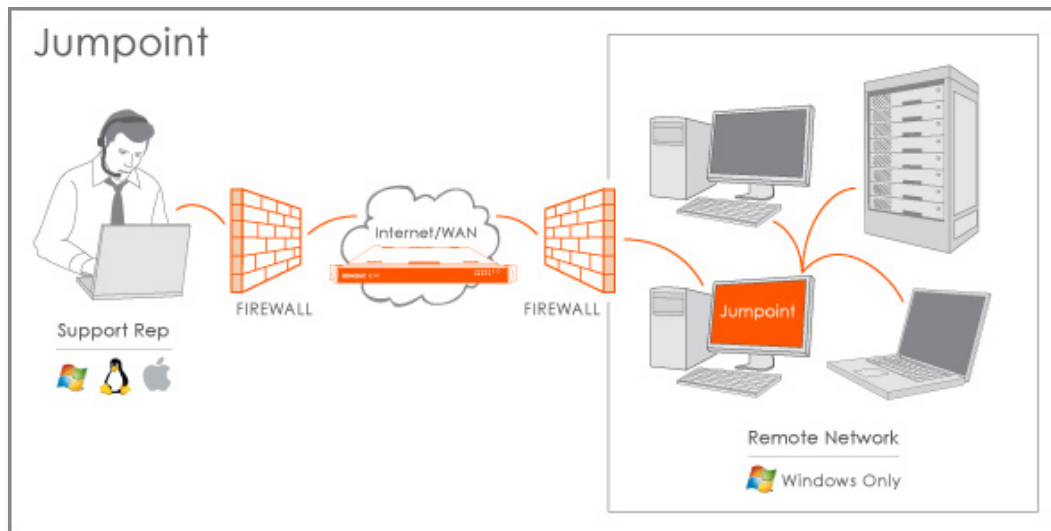 Jumpoint
Internet/WAN
FIREWALL
FIREWALL
Jumpoint
Support Rep
Remote Network
Windows Only